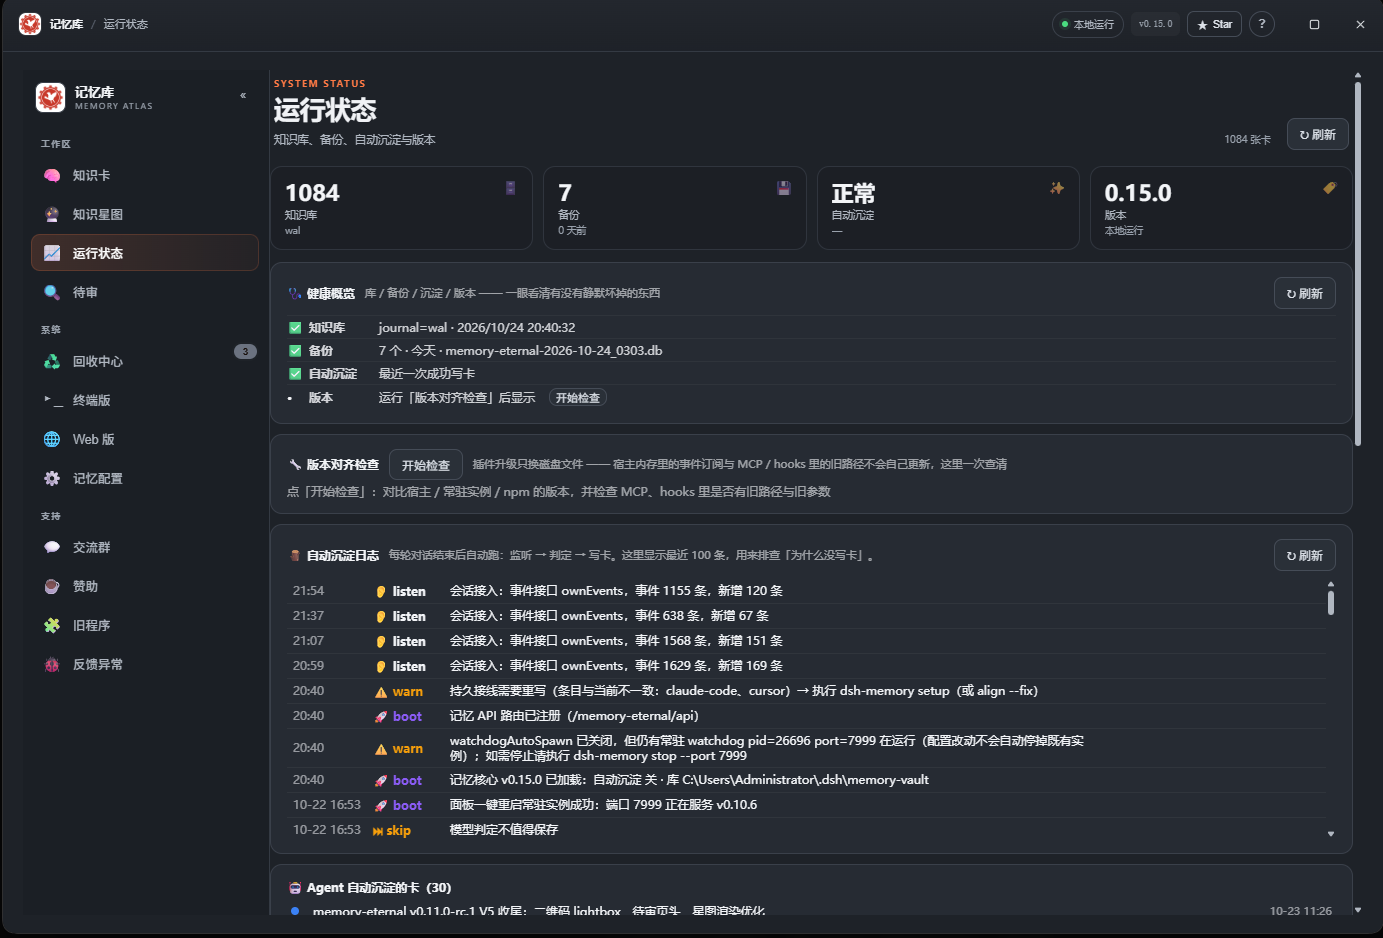 记忆库 / 运行状态
本地运行
v0.15.0
★ Star
?
记忆库
MEMORY ATLAS
«
工作区
知识卡
知识星图
运行状态
待审
系统
回收中心
3
终端版
Web 版
记忆配置
支持
交流群
赞助
旧程序
反馈异常
SYSTEM STATUS
运行状态
知识库、备份、自动沉淀与版本
1084 张卡
↻ 刷新
1084
知识库
wal
7
备份
0 天前
正常
自动沉淀
—
0.15.0
版本
本地运行
健康概览 库 / 备份 / 沉淀 / 版本 —— 一眼看清有没有静默坏掉的东西
↻ 刷新
知识库 journal=wal · 2026/10/24 20:40:32
备份 7 个 · 今天 · memory-eternal-2026-10-24_0303.db
自动沉淀 最近一次成功写卡
• 版本 运行「版本对齐检查」后显示 开始检查
版本对齐检查 开始检查 插件升级只换磁盘文件 —— 宿主内存里的事件订阅与 MCP / hooks 里的旧路径不会自己更新，这里一次查清
点「开始检查」：对比宿主 / 常驻实例 / npm 的版本，并检查 MCP、hooks 里是否有旧路径与旧参数
自动沉淀日志 每轮对话结束后自动跑：监听 → 判定 → 写卡。这里显示最近 100 条，用来排查「为什么没写卡」。
↻ 刷新
21:54 listen 会话接入：事件接口 ownEvents，事件 1155 条，新增 120 条
21:37 listen 会话接入：事件接口 ownEvents，事件 638 条，新增 67 条
21:07 listen 会话接入：事件接口 ownEvents，事件 1568 条，新增 151 条
20:59 listen 会话接入：事件接口 ownEvents，事件 1629 条，新增 169 条
20:40 warn 持久接线需要重写（条目与当前不一致：claude-code、cursor）→ 执行 dsh-memory setup（或 align --fix）
20:40 boot 记忆 API 路由已注册（/memory-eternal/api）
20:40 warn watchdogAutoSpawn 已关闭，但仍有常驻 watchdog pid=26696 port=7999 在运行（配置改动不会自动停掉既有实
例）；如需停止请执行 dsh-memory stop --port 7999
20:40 boot 记忆核心 v0.15.0 已加载：自动沉淀 关 · 库 C:\Users\Administrator\.dsh\memory-vault
10-22 16:53 boot 面板一键重启常驻实例成功：端口 7999 正在服务 v0.10.6
10-22 16:53 skip 模型判定不值得保存
Agent 自动沉淀的卡（30）
memory-eternal v0.11.0-rc.1 V5 收尾：二维码 lightbox、待审页头、星图渲染优化 10-23 11:26